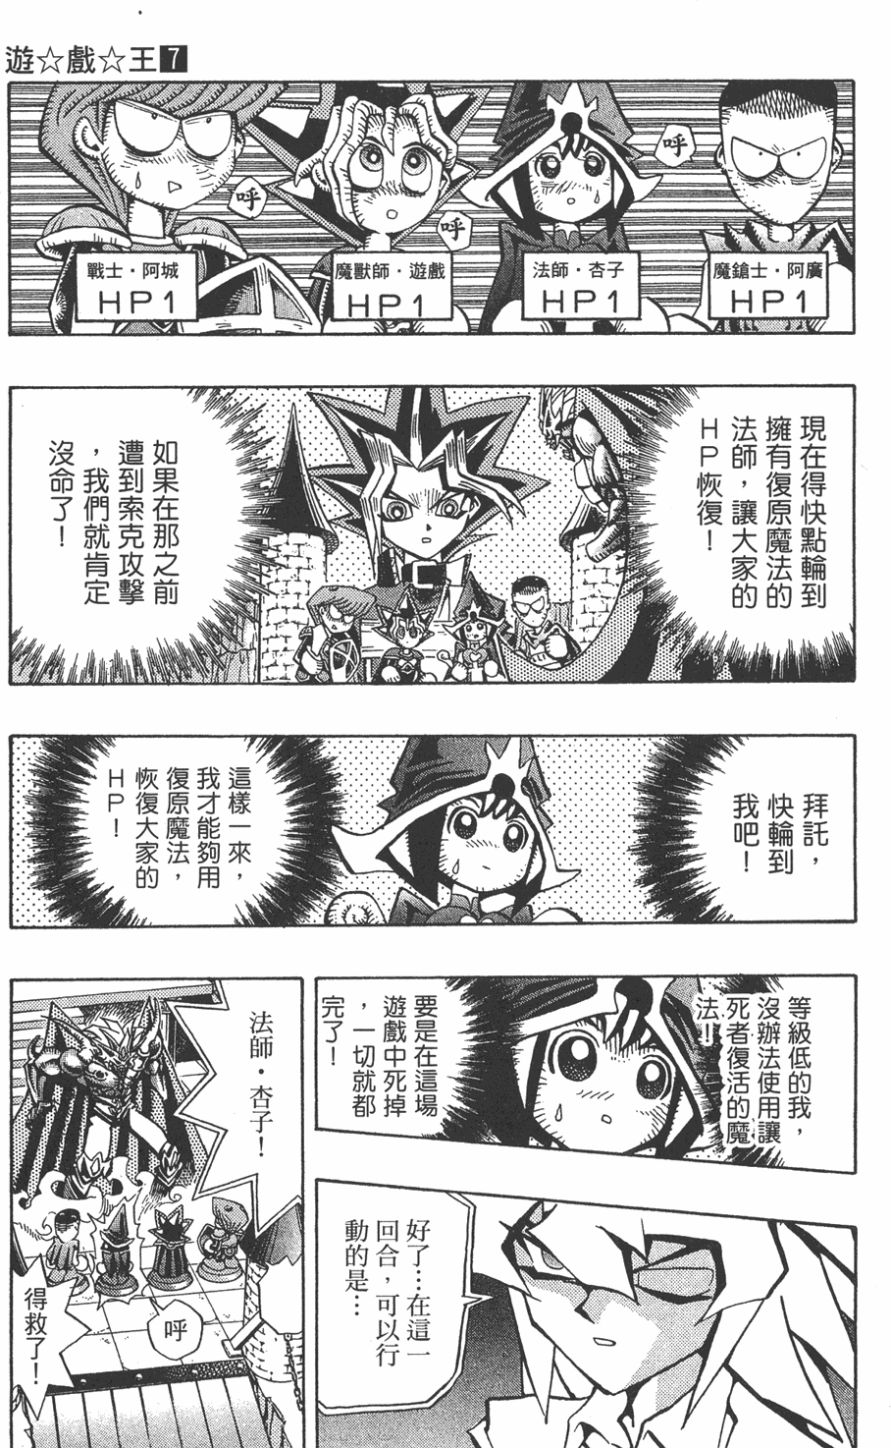 遊☆戲☆王7
呼
魔鎗士·阿廣
HP1
法師·杏子
HP1
呼
魔獸師·遊戲
HP1
呼
戰士·阿城
HP1
現在得快點輪到
擁有復原魔法的
法師，讓大家的
HP恢復！
如果在那之前
遭到索克攻擊
，我們就肯定
沒命了！
拜託，
快輪到
我吧！
這樣一來，
我才能夠用
復原魔法，
恢復大家的
HP！
等級低的我，
沒辦法使用讓
死者復活的魔
法！
要是在這場
遊戲中死掉
，一切就都
完了！
好了…在這一
回合，可以行
動的是…
法師·杏子！
呼
得救了！